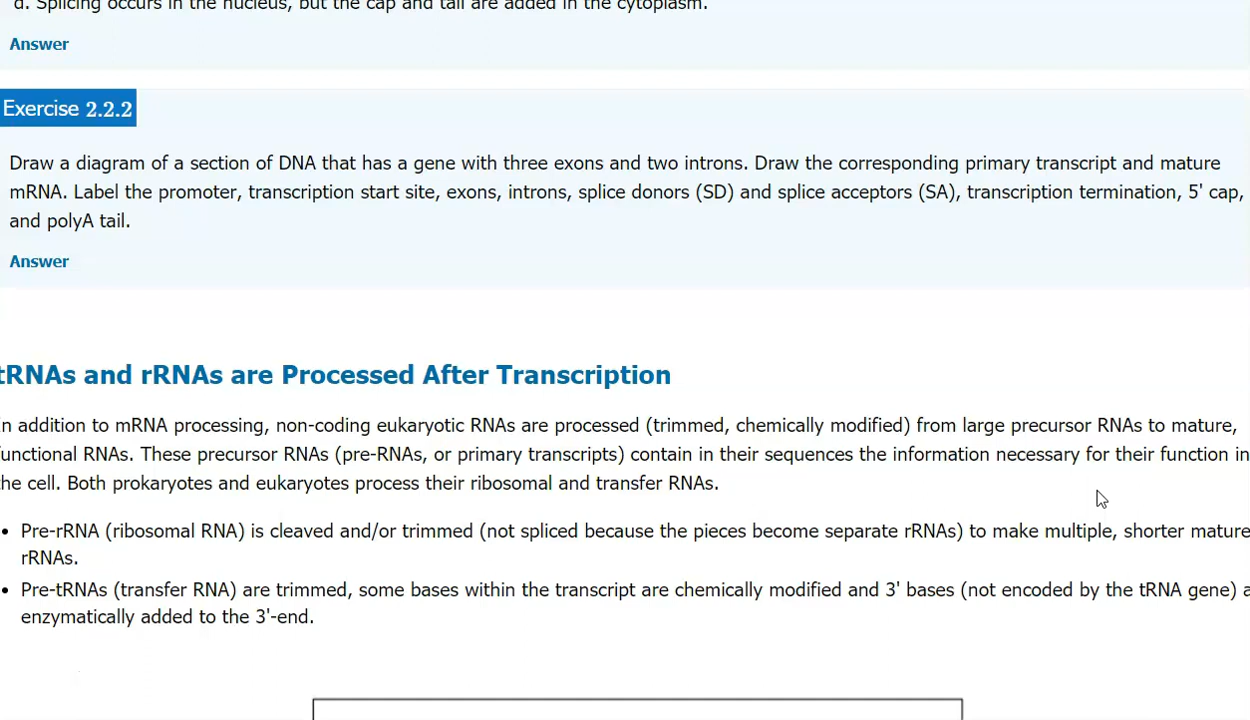 d. Splicing occurs in the nucleus, but the cap and tail are added in the cytoplasm.
Answer
Exercise 2.2.2
Draw a diagram of a section of DNA that has a gene with three exons and two introns. Draw the corresponding primary transcript and mature
mRNA. Label the promoter, transcription start site, exons, introns, splice donors (SD) and splice acceptors (SA), transcription termination, 5' cap,
and polyA tail.
Answer
tRNAs and rRNAs are Processed After Transcription
n addition to mRNA processing, non-coding eukaryotic RNAs are processed (trimmed, chemically modified) from large precursor RNAs to mature,
unctional RNAs. These precursor RNAs (pre-RNAs, or primary transcripts) contain in their sequences the information necessary for their function in
he cell. Both prokaryotes and eukaryotes process their ribosomal and transfer RNAs.
• Pre-rRNA (ribosomal RNA) is cleaved and/or trimmed (not spliced because the pieces become separate rRNAs) to make multiple, shorter mature
rRNAs.
• Pre-tRNAs (transfer RNA) are trimmed, some bases within the transcript are chemically modified and 3' bases (not encoded by the tRNA gene) a
enzymatically added to the 3'-end.